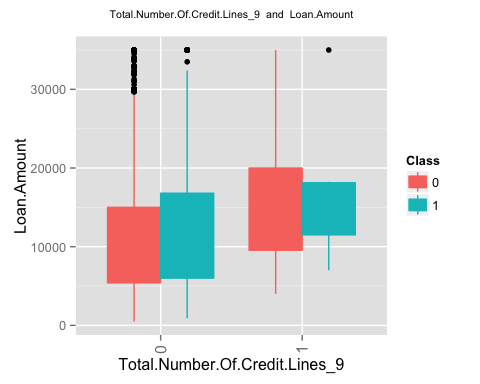 Total.Number.Of.Credit.Lines_9 and Loan.Amount
Loan.Amount
30000
20000
10000
0
0
1
Total.Number.Of.Credit.Lines_9
Class
0
1